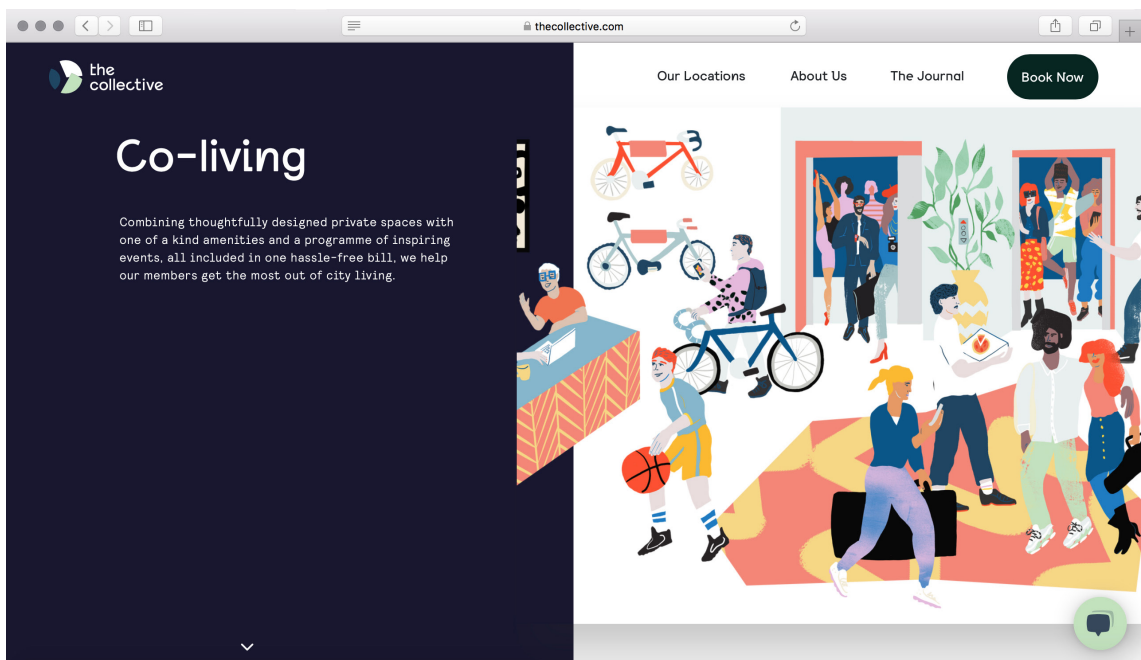 thecollective.com
the
collective
Our Locations
About Us
The Journal
Book Now
Co-living
Combining thoughtfully designed private spaces with
one of a kind amenities and a programme of inspiring
events, all included in one hassle-free bill, we help
our members get the most out of city living.